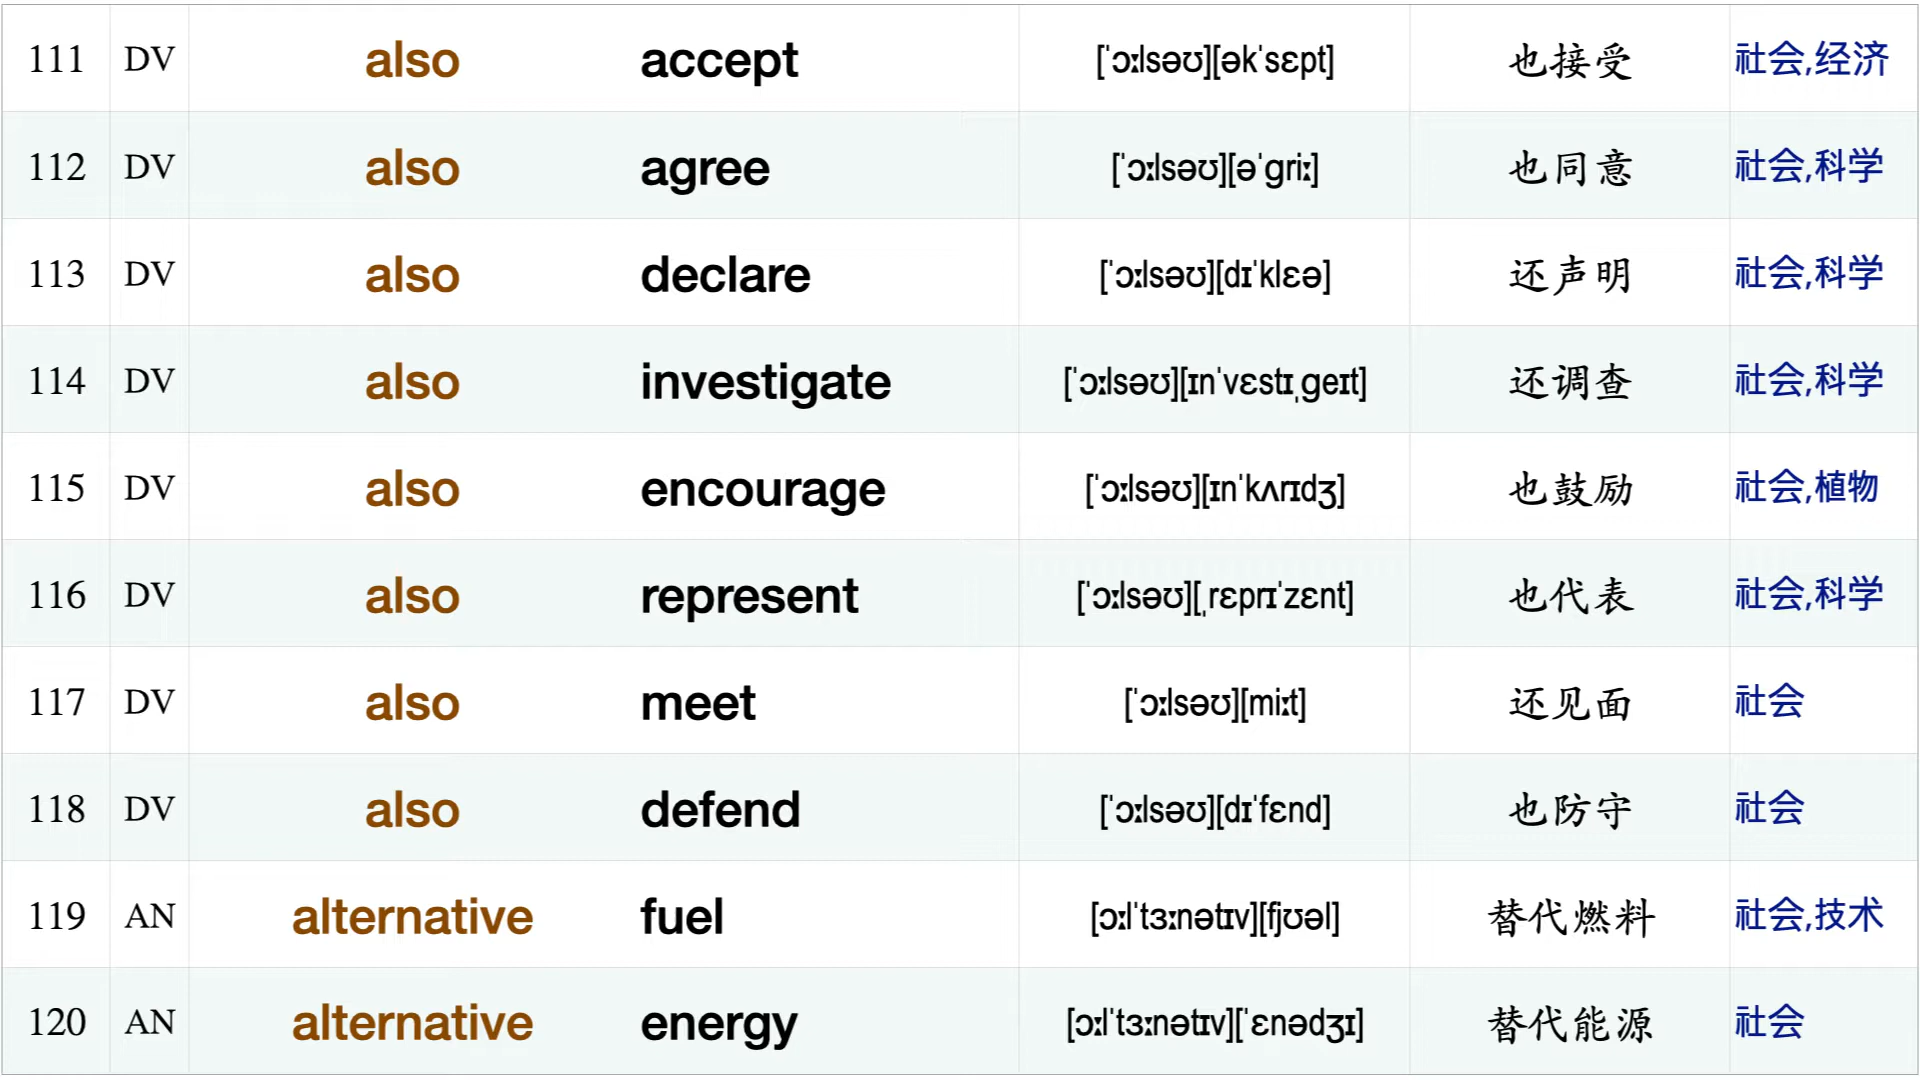 111 DV also accept [ˈɔːlsəʊ][əkˈsɛpt] 也接受 社会,经济
112 DV also agree [ˈɔːlsəʊ][əˈgriː] 也同意 社会,科学
113 DV also declare [ˈɔːlsəʊ][dɪˈklɛə] 还声明 社会,科学
114 DV also investigate [ˈɔːlsəʊ][ɪnˈvɛstɪˌgeɪt] 还调查 社会,科学
115 DV also encourage [ˈɔːlsəʊ][ɪnˈkʌrɪdʒ] 也鼓励 社会,植物
116 DV also represent [ˈɔːlsəʊ][ˌrɛprɪˈzɛnt] 也代表 社会,科学
117 DV also meet [ˈɔːlsəʊ][miːt] 还见面 社会
118 DV also defend [ˈɔːlsəʊ][dɪˈfɛnd] 也防守 社会
119 AN alternative fuel [ɔːlˈtɜːnətɪv][fjʊəl] 替代燃料 社会,技术
120 AN alternative energy [ɔːlˈtɜːnətɪv][ˈɛnədʒɪ] 替代能源 社会